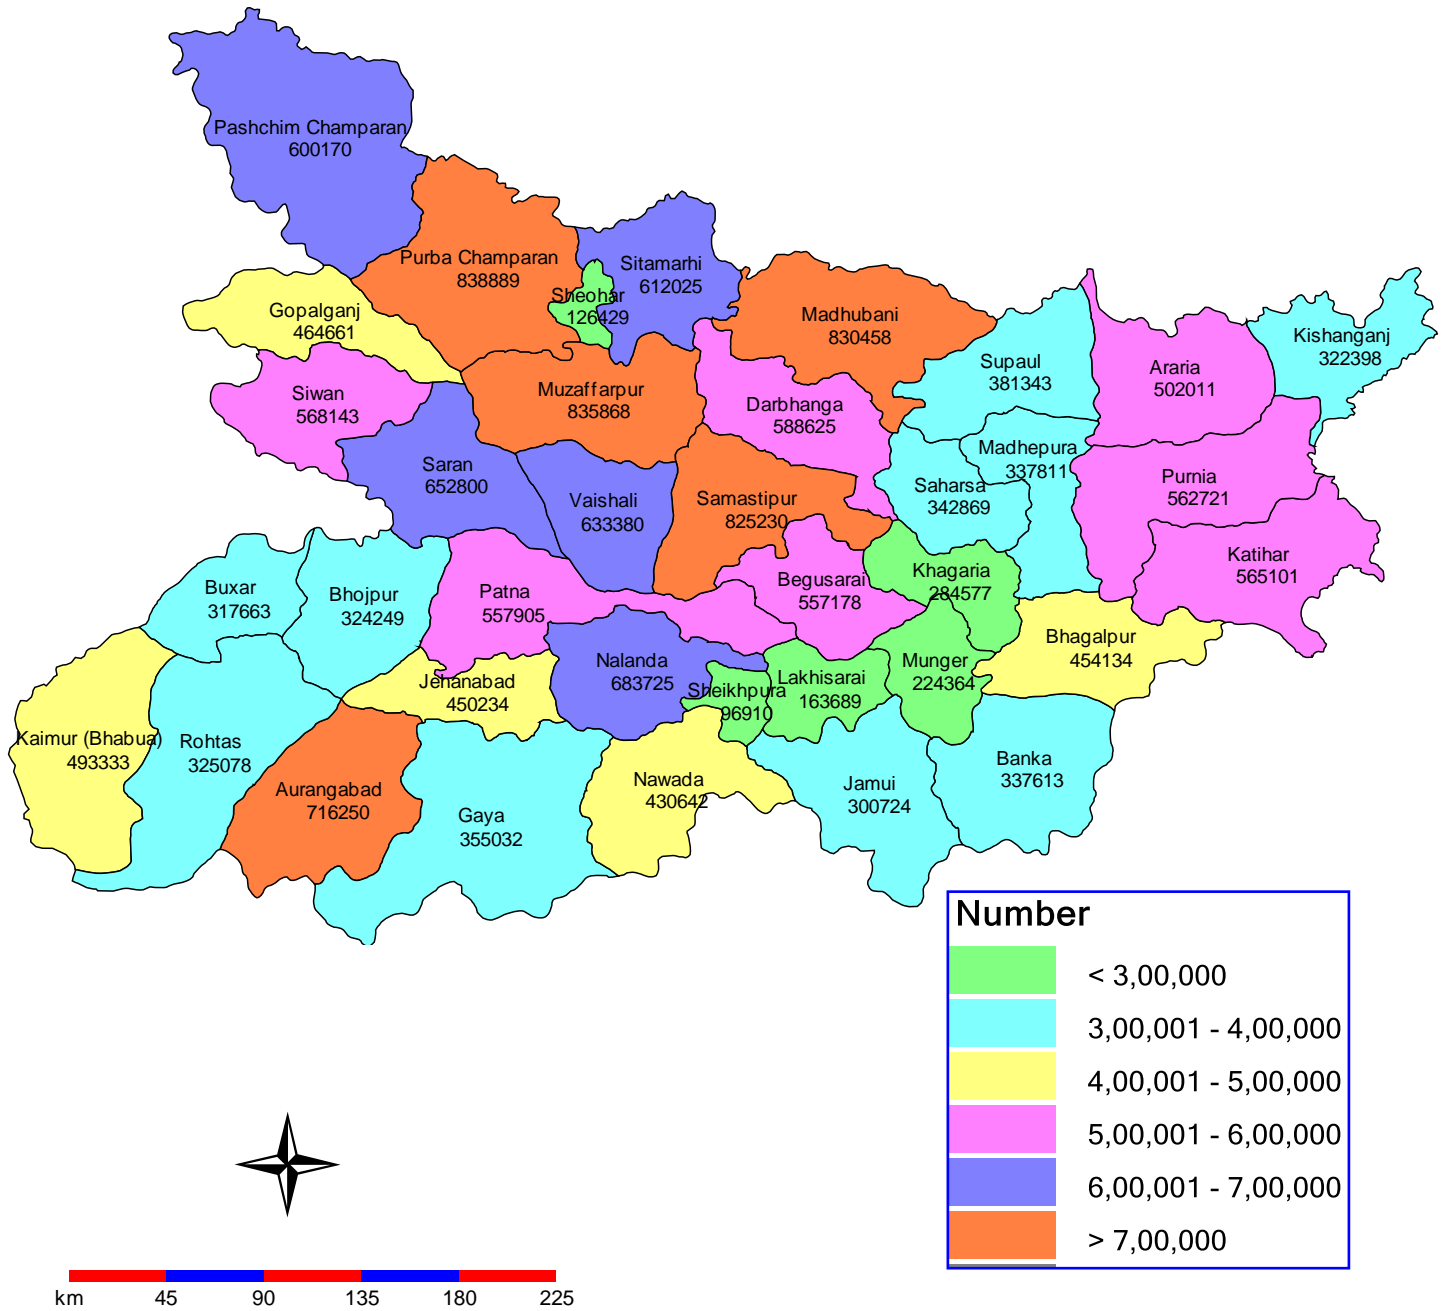 Pashchim Champaran
600170
Purba Champaran
838889
Sitamarhi
612025
Sheohar
126429
Gopalganj
464661
Madhubani
830458
Kishanganj
322398
Supaul
381343
Araria
502011
Siwan
568143
Muzaffarpur
835868
Darbhanga
588625
Madhepura
337811
Saran
652800
Vaishali
633380
Samastipur
825230
Saharsa
342869
Purnia
562721
Katihar
565101
Buxar
317663
Bhojpur
324249
Patna
557905
Begusarai
557178
Khagaria
284577
Bhagalpur
454134
Nalanda
683725
Sheikhpura
96910
Lakhisarai
163689
Munger
224364
Jehanabad
450234
Kaimur (Bhabua)
493333
Rohtas
325078
Aurangabad
716250
Gaya
355032
Nawada
430642
Jamui
300724
Banka
337613
Number
< 3,00,000
3,00,001 - 4,00,000
4,00,001 - 5,00,000
5,00,001 - 6,00,000
6,00,001 - 7,00,000
> 7,00,000
km 45 90 135 180 225